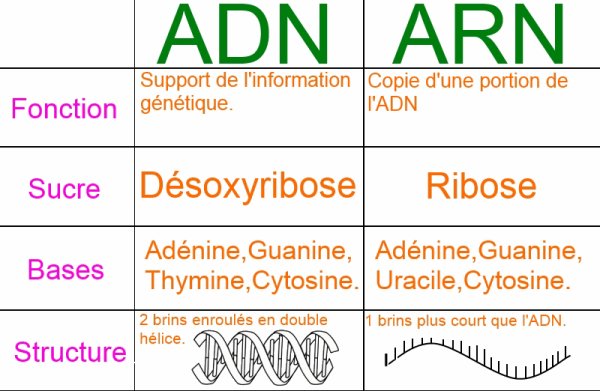 ADN
ARN
Fonction
Support de l'information
génétique.
Copie d'une portion de
l'ADN
Sucre
Désoxyribose
Ribose
Bases
Adénine,Guanine,
Thymine,Cytosine.
Adénine,Guanine,
Uracile,Cytosine.
Structure
2 brins enroulés en double
hélice.
1 brins plus court que l'ADN.